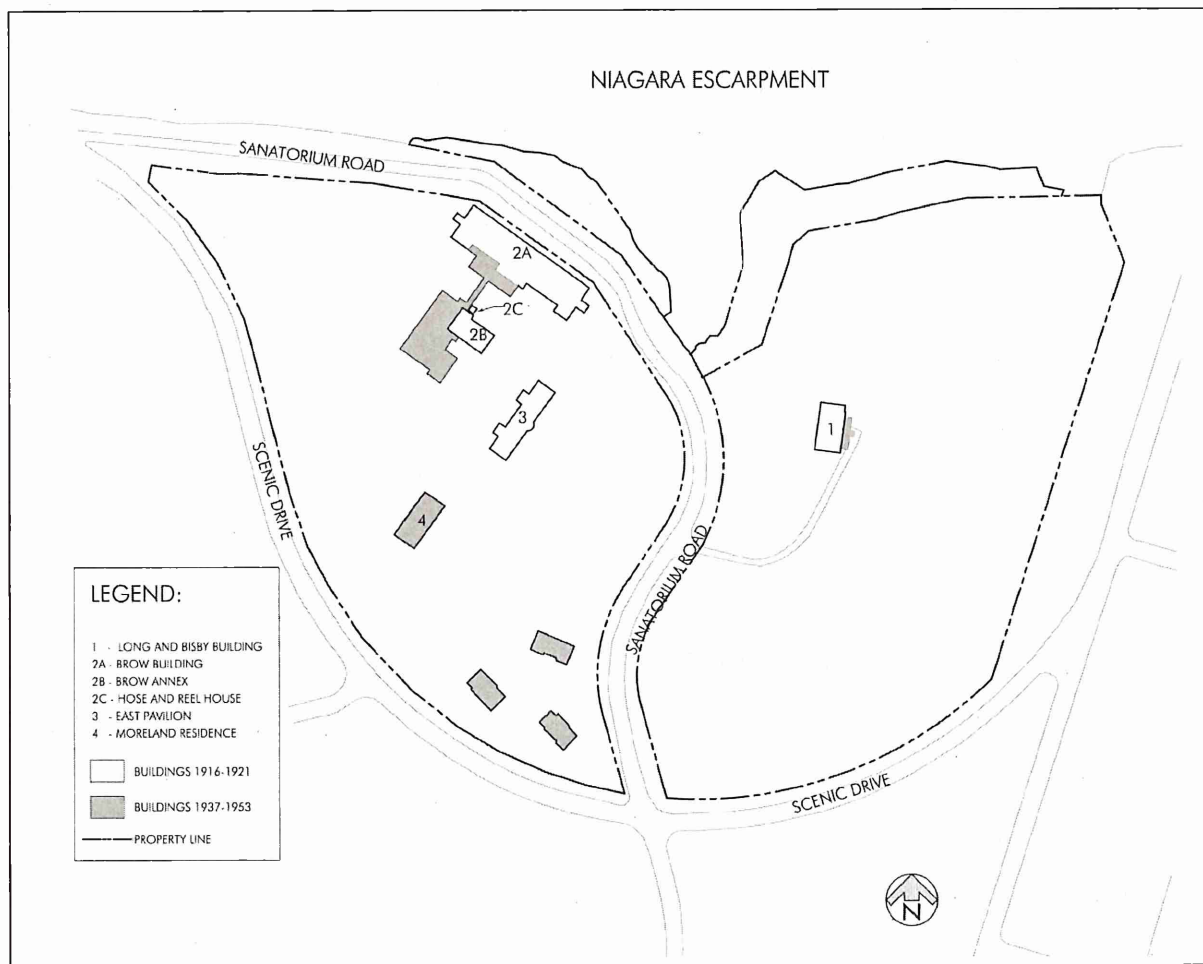 NIAGARA ESCARPMENT
SANATORIUM ROAD
2A
2C
2B
3
1
SCENIC DRIVE
4
SANATORIUM ROAD
LEGEND:
1 - LONG AND BISBY BUILDING
2A - BROW BUILDING
2B - BROW ANNEX
2C - HOSE AND REEL HOUSE
3 - EAST PAVILION
4 - MORELAND RESIDENCE
BUILDINGS 1916-1921
BUILDINGS 1937-1953
PROPERTY LINE
SCENIC DRIVE
N